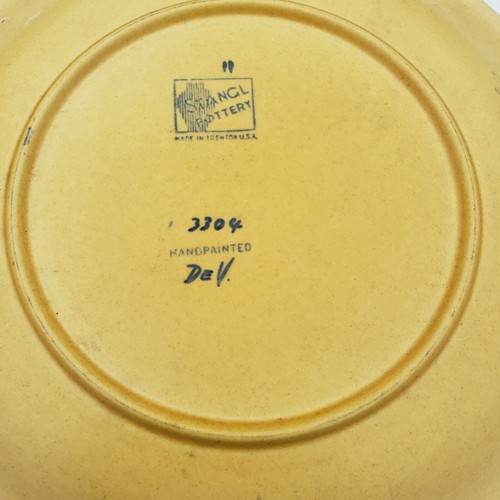 "
STANGL
POTTERY
MADE IN TRENTON U.S.A.
3304
HANDPAINTED
DeV.